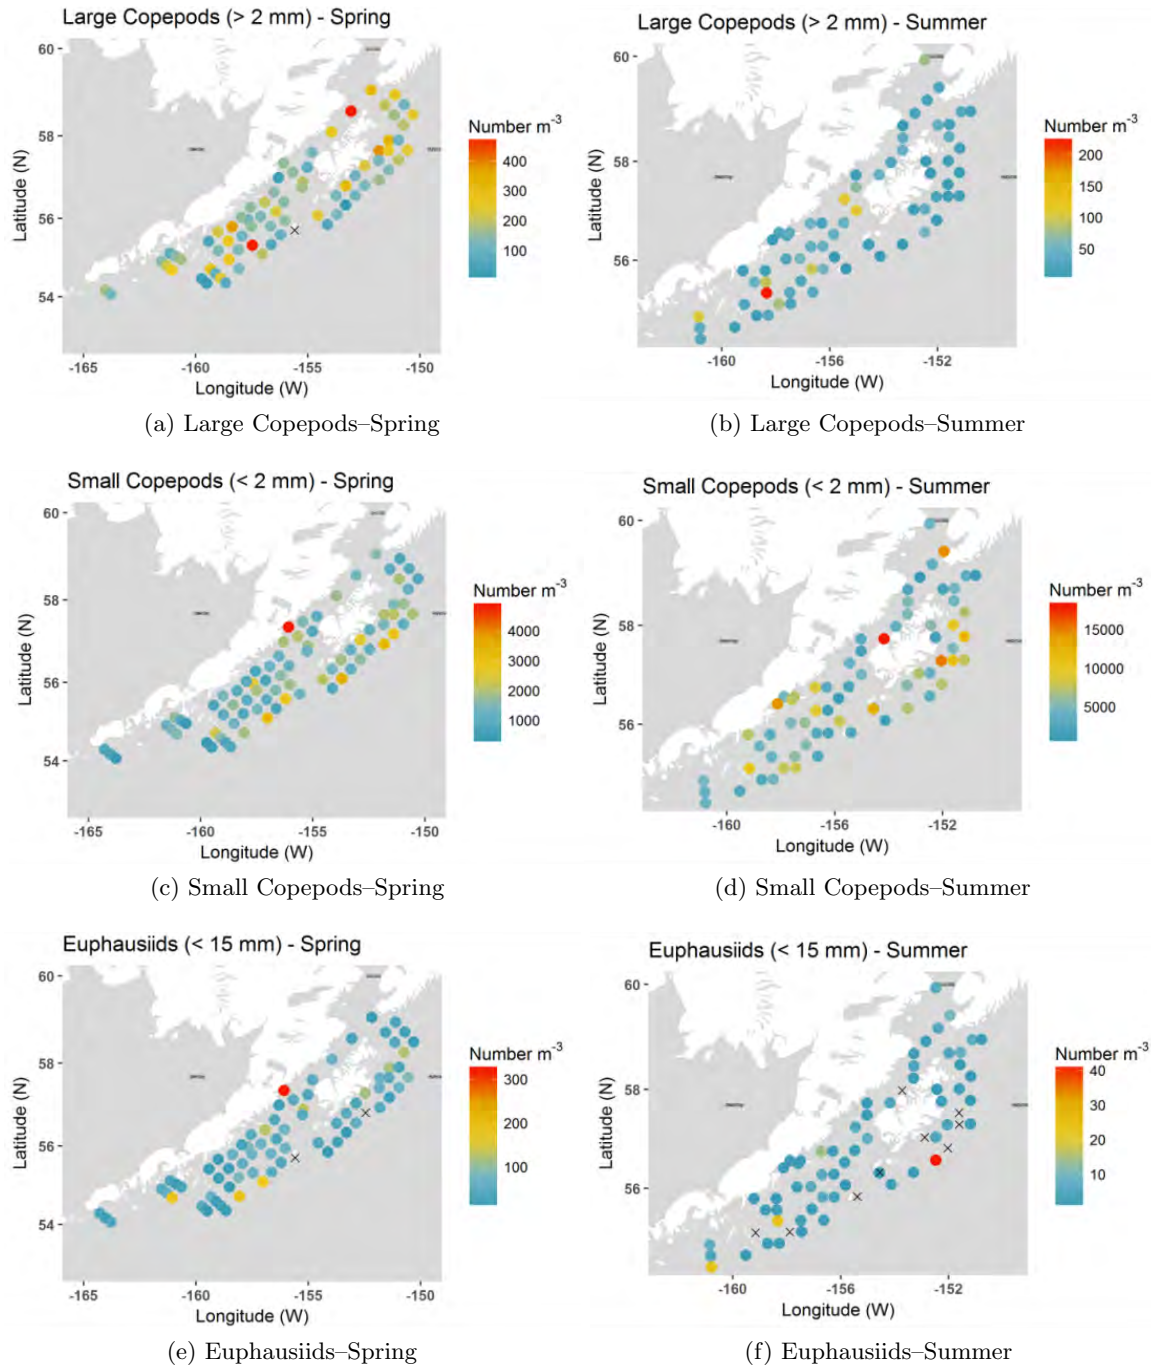 Large Copepods (> 2 mm) - Spring
60
58
56
54
Latitude (N)
-165
-160
-155
-150
Longitude (W)
Number m-3
400
300
200
100
(a) Large Copepods–Spring
Large Copepods (> 2 mm) - Summer
60
58
56
Latitude (N)
-160
-156
-152
Longitude (W)
Number m-3
200
150
100
50
(b) Large Copepods–Summer
Small Copepods (< 2 mm) - Spring
60
58
56
54
Latitude (N)
-165
-160
-155
-150
Longitude (W)
Number m-3
4000
3000
2000
1000
(c) Small Copepods–Spring
Small Copepods (< 2 mm) - Summer
60
58
56
Latitude (N)
-160
-156
-152
Longitude (W)
Number m-3
15000
10000
5000
(d) Small Copepods–Summer
Euphausiids (< 15 mm) - Spring
60
58
56
54
Latitude (N)
-165
-160
-155
-150
Longitude (W)
Number m-3
300
200
100
(e) Euphausiids–Spring
Euphausiids (< 15 mm) - Summer
60
58
56
Latitude (N)
-160
-156
-152
Longitude (W)
Number m-3
40
30
20
10
(f) Euphausiids–Summer